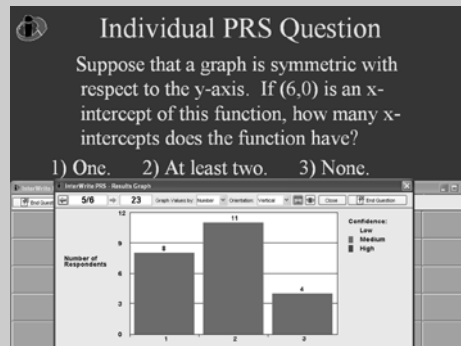 Individual PRS Question
Suppose that a graph is symmetric with
respect to the y-axis. If (6,0) is an x-
intercept of this function, how many x-
intercepts does the function have?
1) One. 2) At least two. 3) None.
InterWrite PRS - Results Graph
End Question
5/6 23 Graph Values by: Number Orientation: Vertical Close End Question
12
9
6
3
0
Number of
Respondents
8
11
4
1 2 3
Confidence:
Low
Medium
High